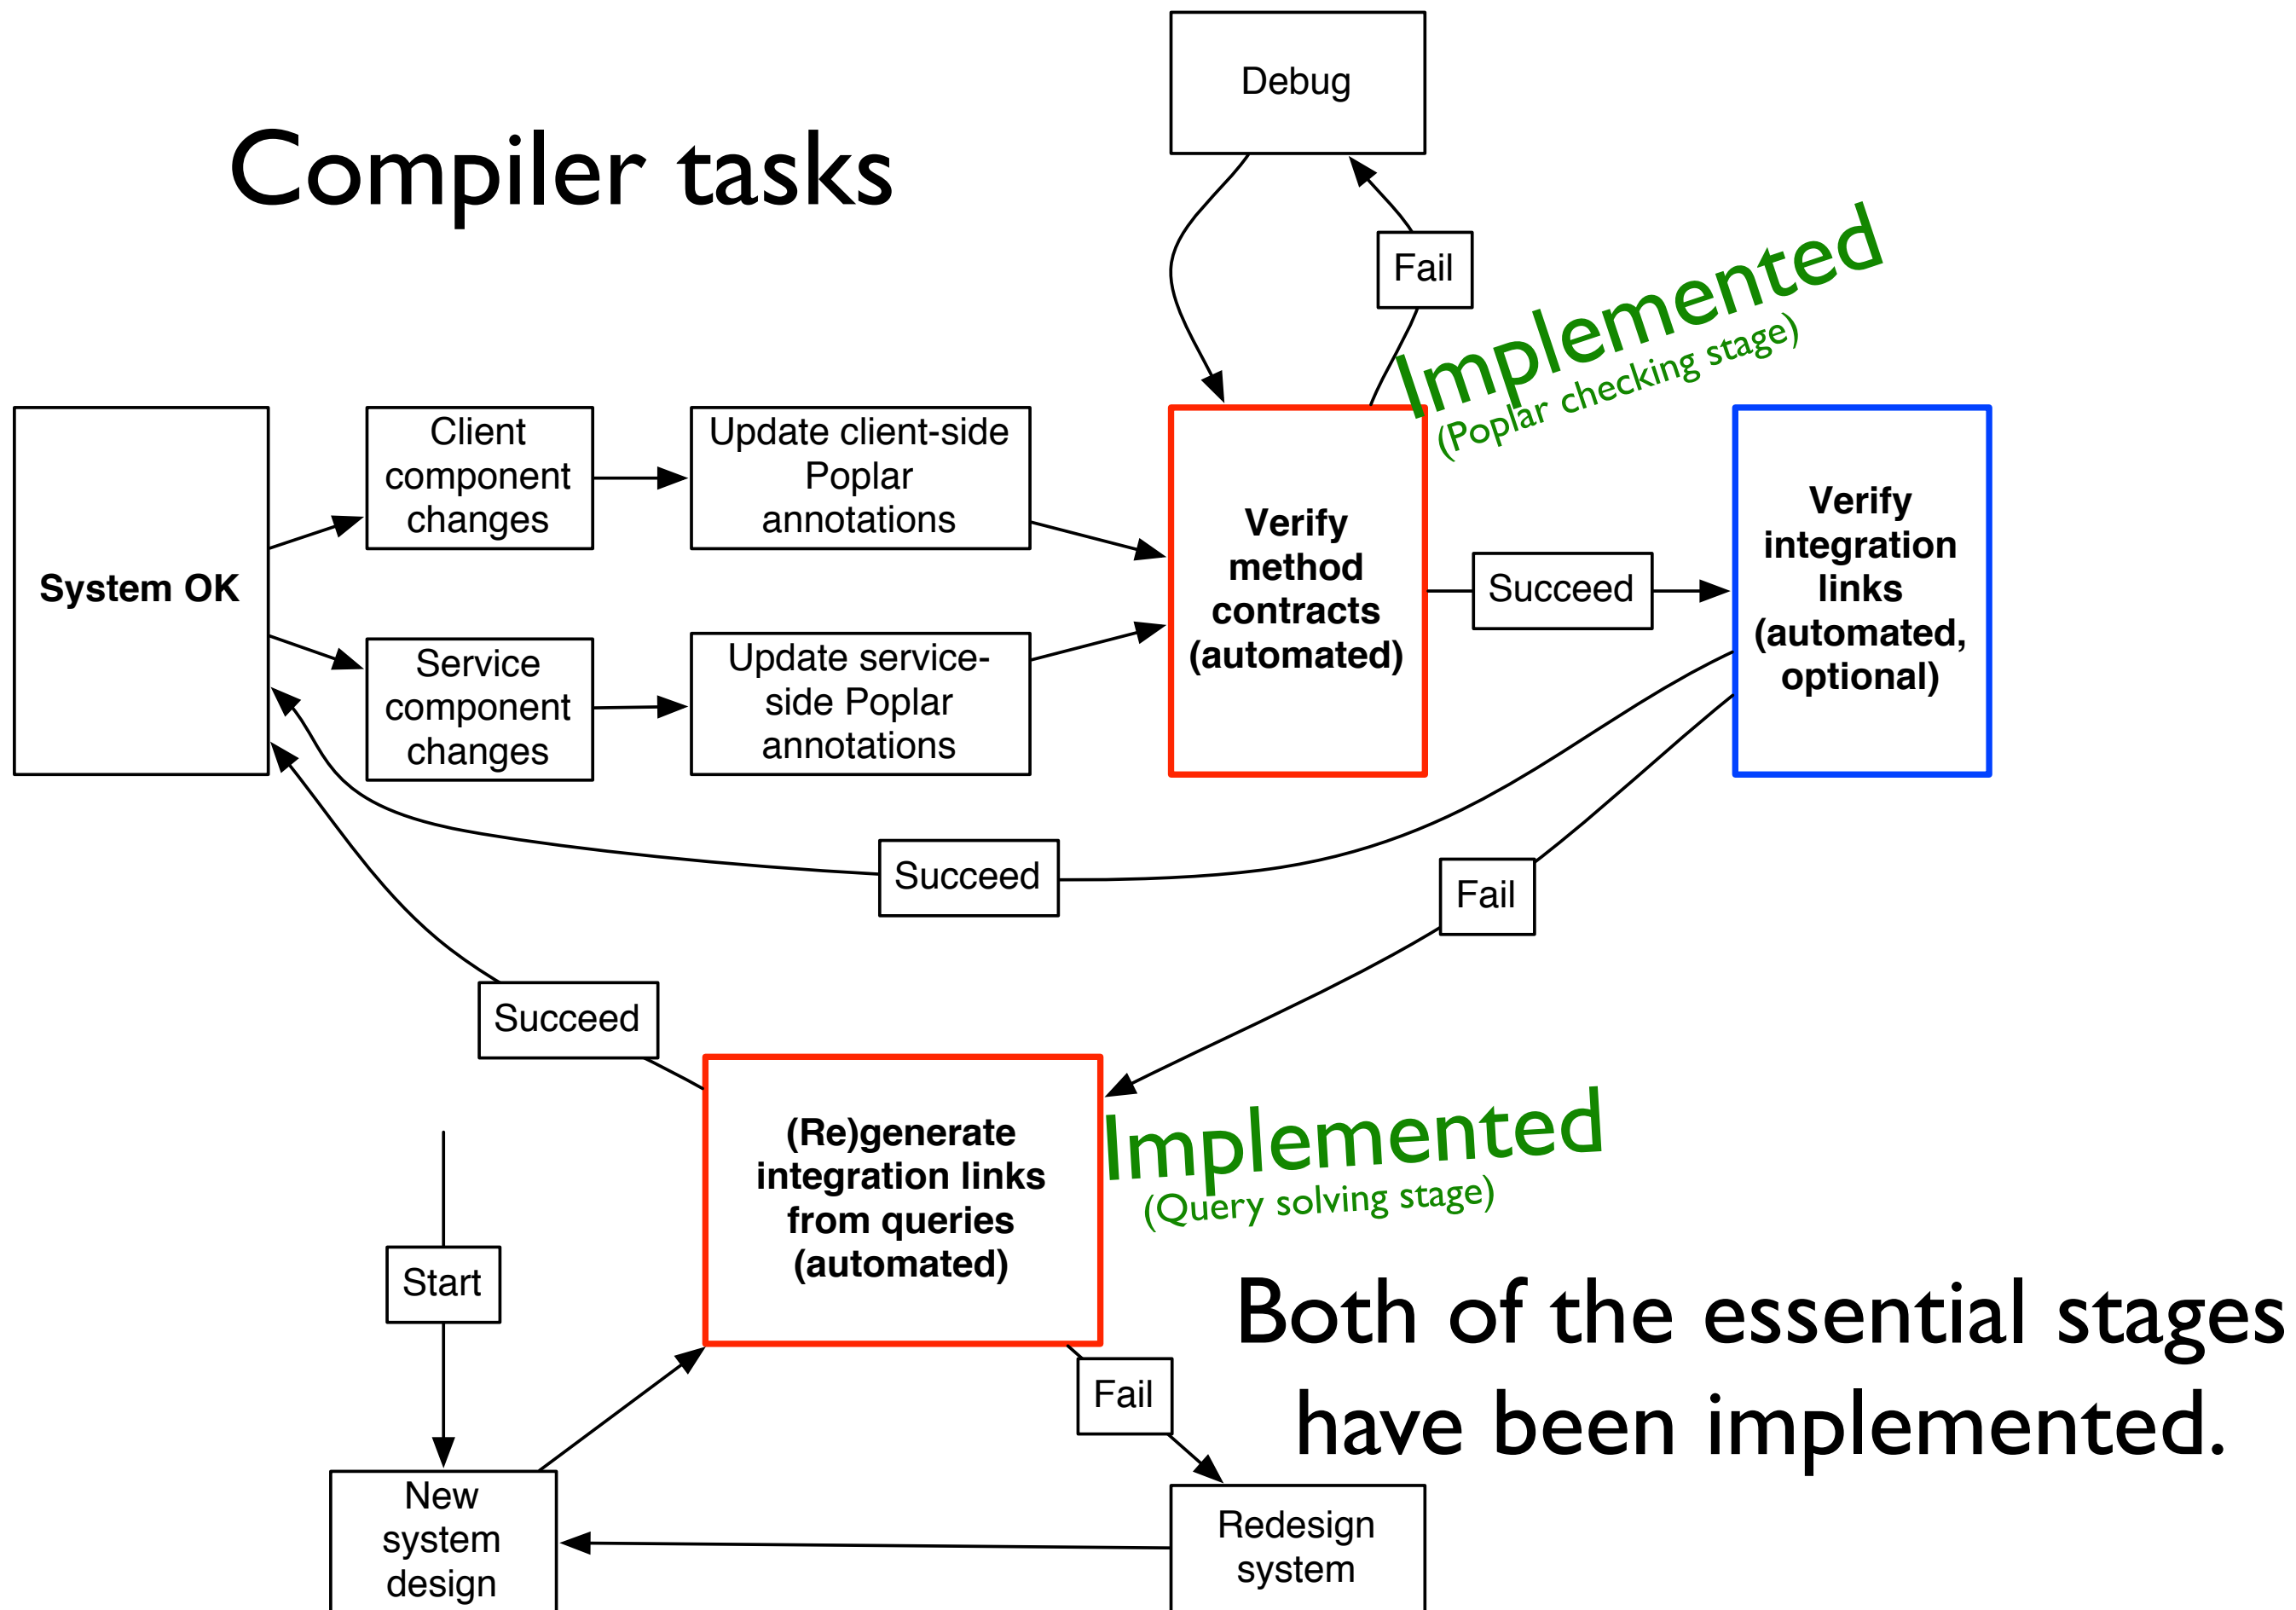 Compiler tasks
Debug
Fail
Implemented
(Poplar checking stage)
System OK
Client
component
changes
Update client-side
Poplar
annotations
Service
component
changes
Update service-
side Poplar
annotations
Verify
method
contracts
(automated)
Succeed
Verify
integration
links
(automated,
optional)
Succeed
Fail
Succeed
(Re)generate
integration links
from queries
(automated)
Implemented
(Query solving stage)
Start
Fail
Both of the essential stages
have been implemented.
New
system
design
Redesign
system